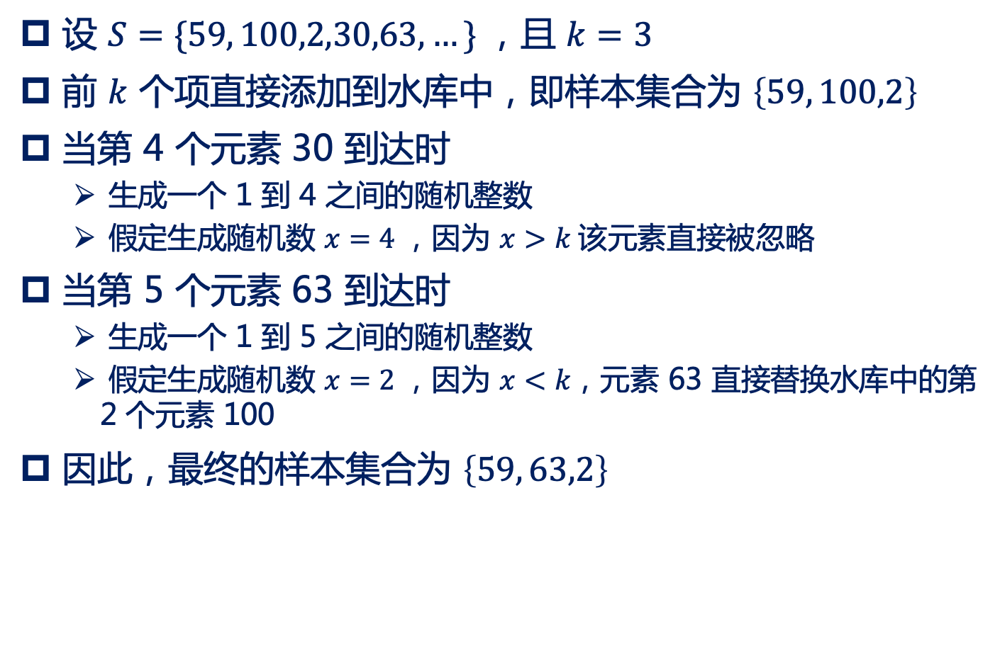 设 S = {59, 100,2,30,63, … } ，且 k = 3
前 k 个项直接添加到水库中，即样本集合为 {59, 100,2}
当第 4 个元素 30 到达时
生成一个 1 到 4 之间的随机整数
假定生成随机数 x = 4 ，因为 x > k 该元素直接被忽略
当第 5 个元素 63 到达时
生成一个 1 到 5 之间的随机整数
假定生成随机数 x = 2 ，因为 x < k，元素 63 直接替换水库中的第
2 个元素 100
因此，最终的样本集合为 {59, 63,2}